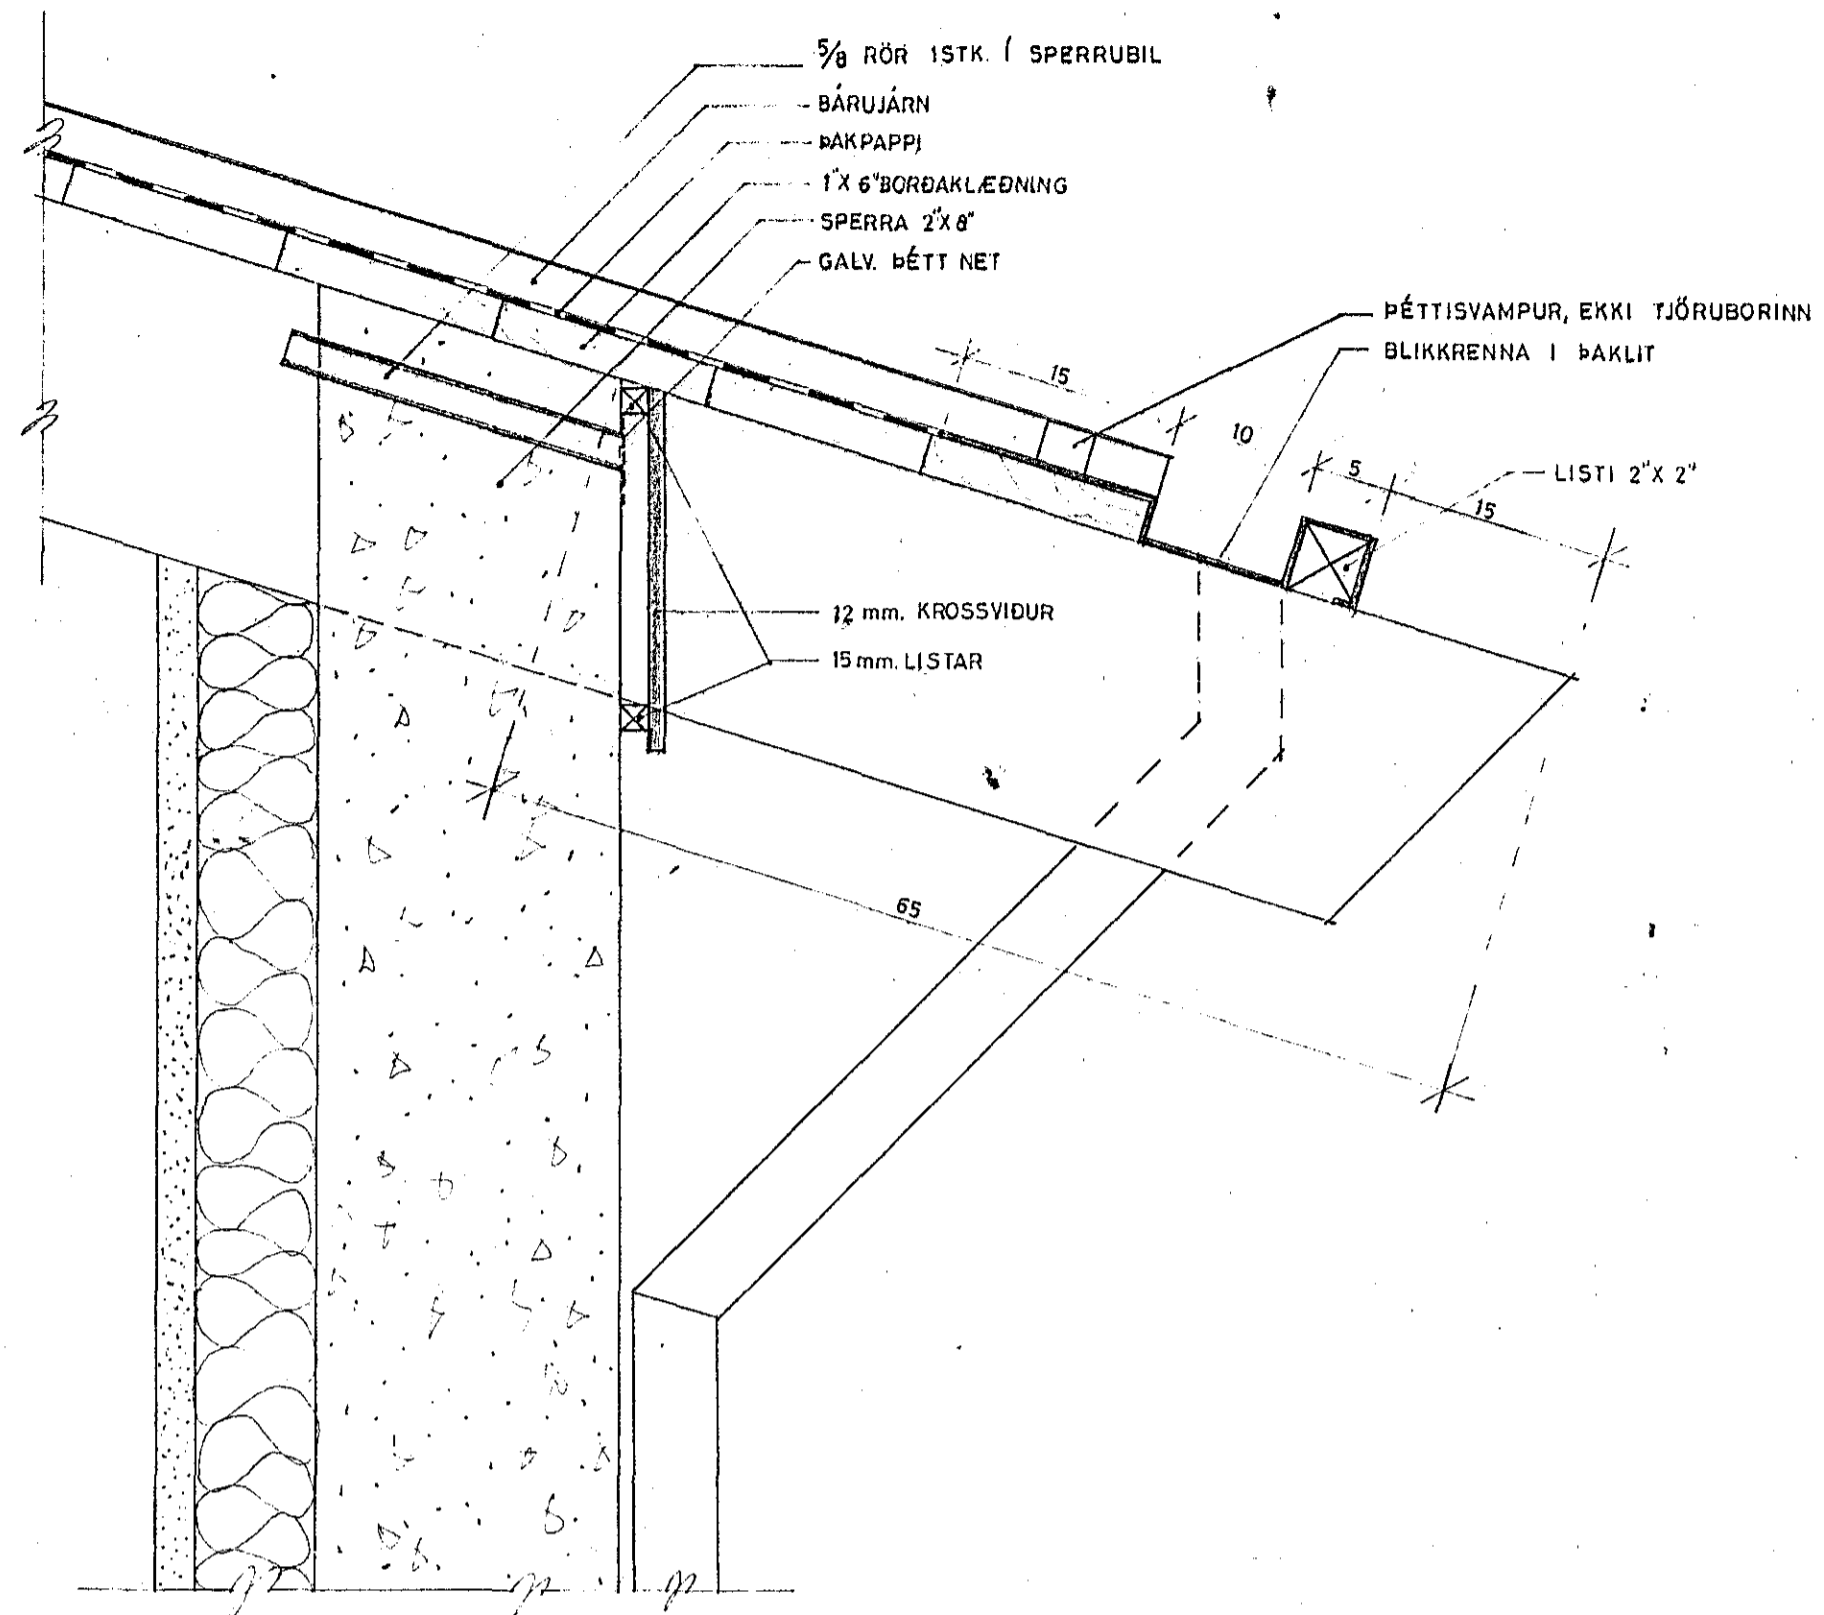 5/8 RÖR 1STK. Í SPERRUBIL
BÁRUJÁRN
ÞAKPAPPI
1"X 6"BORÐAKLÆÐNING
SPERRA 2"X8"
GALV. ÞÉTT NET
ÞÉTTISVAMPUR, EKKI TJÖRUBORINN
BLIKKRENNA Í ÞAKLIT
15
10
5
LISTI 2"X 2"
15
12 mm. KROSSVIÐUR
15 mm. LISTAR
65